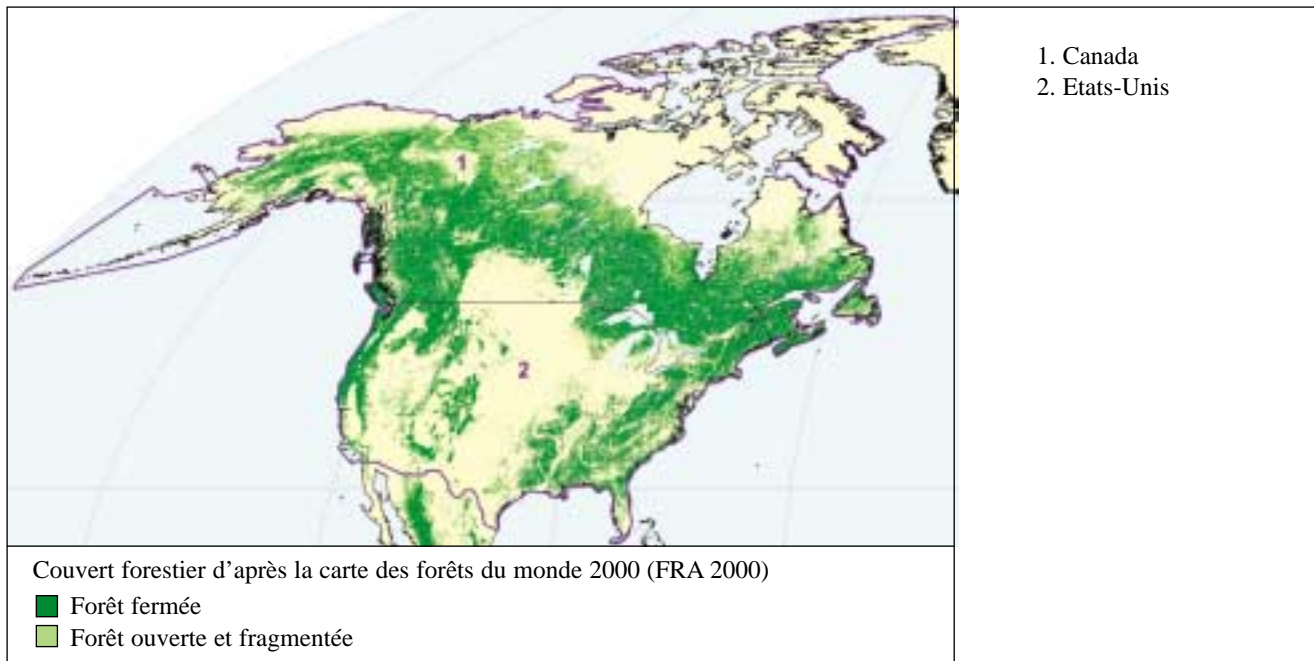 1. Canada
2. Etats-Unis
1
2
Couvert forestier d'après la carte des forêts du monde 2000 (FRA 2000)
Forêt fermée
Forêt ouverte et fragmentée